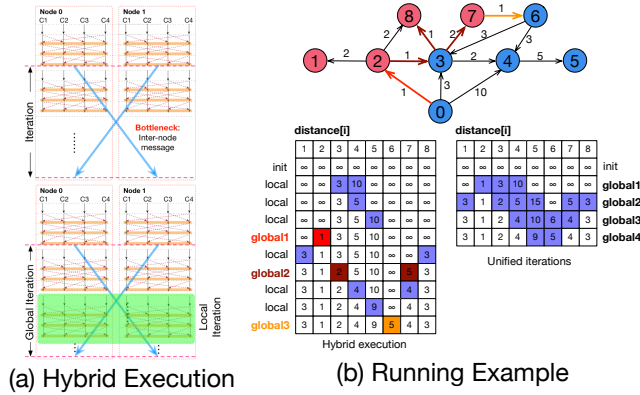 Node 0 Node 1
C1 C2 C3 C4 C1 C2 C3 C4
Iteration
Bottleneck:
Inter-node
message
Node 0 Node 1
C1 C2 C3 C4 C1 C2 C3 C4
Global Iteration
Local
Iteration
(a) Hybrid Execution
8 7 1 6
2 1 2 3
1 2 2 1 3 2 4 5 5
1 3 10
0
distance[i]
1 2 3 4 5 6 7 8
init ∞ ∞ ∞ ∞ ∞ ∞ ∞ ∞
local ∞ ∞ 3 10 ∞ ∞ ∞ ∞
local ∞ ∞ 3 5 ∞ ∞ ∞ ∞
local ∞ ∞ 3 5 10 ∞ ∞ ∞
global1 ∞ 1 3 5 10 ∞ ∞ ∞
local 3 1 3 5 10 ∞ ∞ 3
global2 3 1 2 5 10 ∞ 5 3
local 3 1 2 4 10 ∞ 4 3
local 3 1 2 4 9 ∞ 4 3
global3 3 1 2 4 9 5 4 3
Hybrid execution
distance[i]
1 2 3 4 5 6 7 8
∞ ∞ ∞ ∞ ∞ ∞ ∞ ∞ init
∞ 1 3 10 ∞ ∞ ∞ ∞ global1
3 1 2 5 15 ∞ 5 3 global2
3 1 2 4 10 6 4 3 global3
3 1 2 4 9 5 4 3 global4
Unified iterations
(b) Running Example